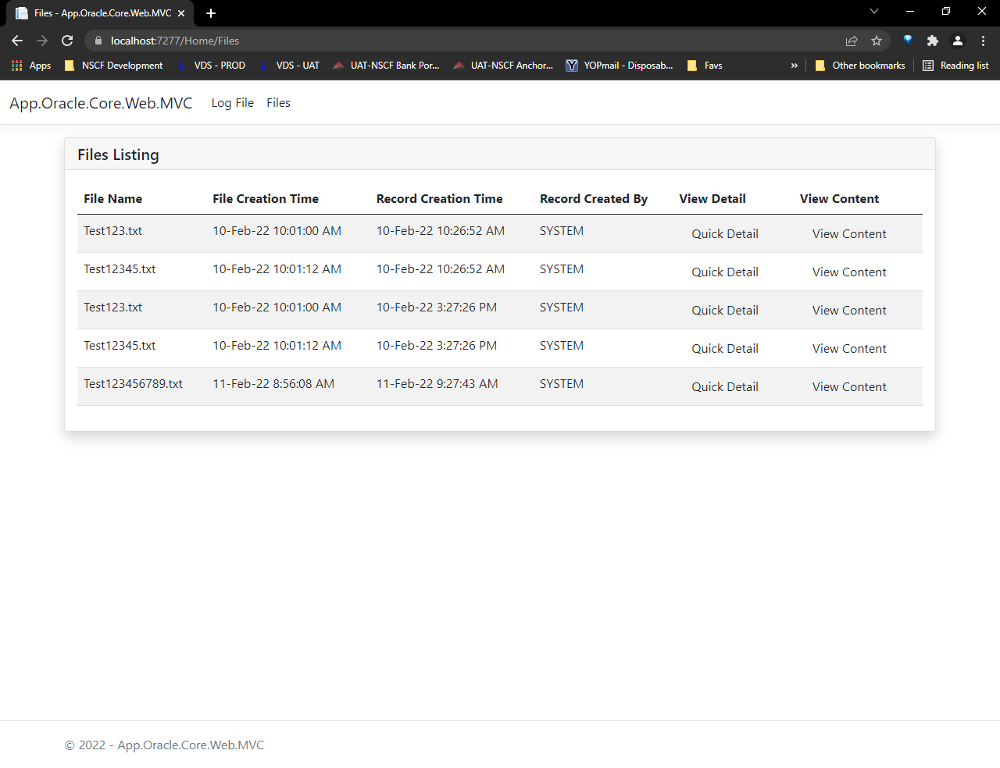 Files - App.Oracle.Core.Web.MVC
localhost:7277/Home/Files
Apps NSCF Development VDS - PROD VDS - UAT UAT-NSCF Bank Por... UAT-NSCF Anchor... YOPmail - Disposab... Favs » Other bookmarks Reading list
App.Oracle.Core.Web.MVC Log File Files
Files Listing
File Name File Creation Time Record Creation Time Record Created By View Detail View Content
Test123.txt 10-Feb-22 10:01:00 AM 10-Feb-22 10:26:52 AM SYSTEM Quick Detail View Content
Test12345.txt 10-Feb-22 10:01:12 AM 10-Feb-22 10:26:52 AM SYSTEM Quick Detail View Content
Test123.txt 10-Feb-22 10:01:00 AM 10-Feb-22 3:27:26 PM SYSTEM Quick Detail View Content
Test12345.txt 10-Feb-22 10:01:12 AM 10-Feb-22 3:27:26 PM SYSTEM Quick Detail View Content
Test123456789.txt 11-Feb-22 8:56:08 AM 11-Feb-22 9:27:43 AM SYSTEM Quick Detail View Content
© 2022 - App.Oracle.Core.Web.MVC